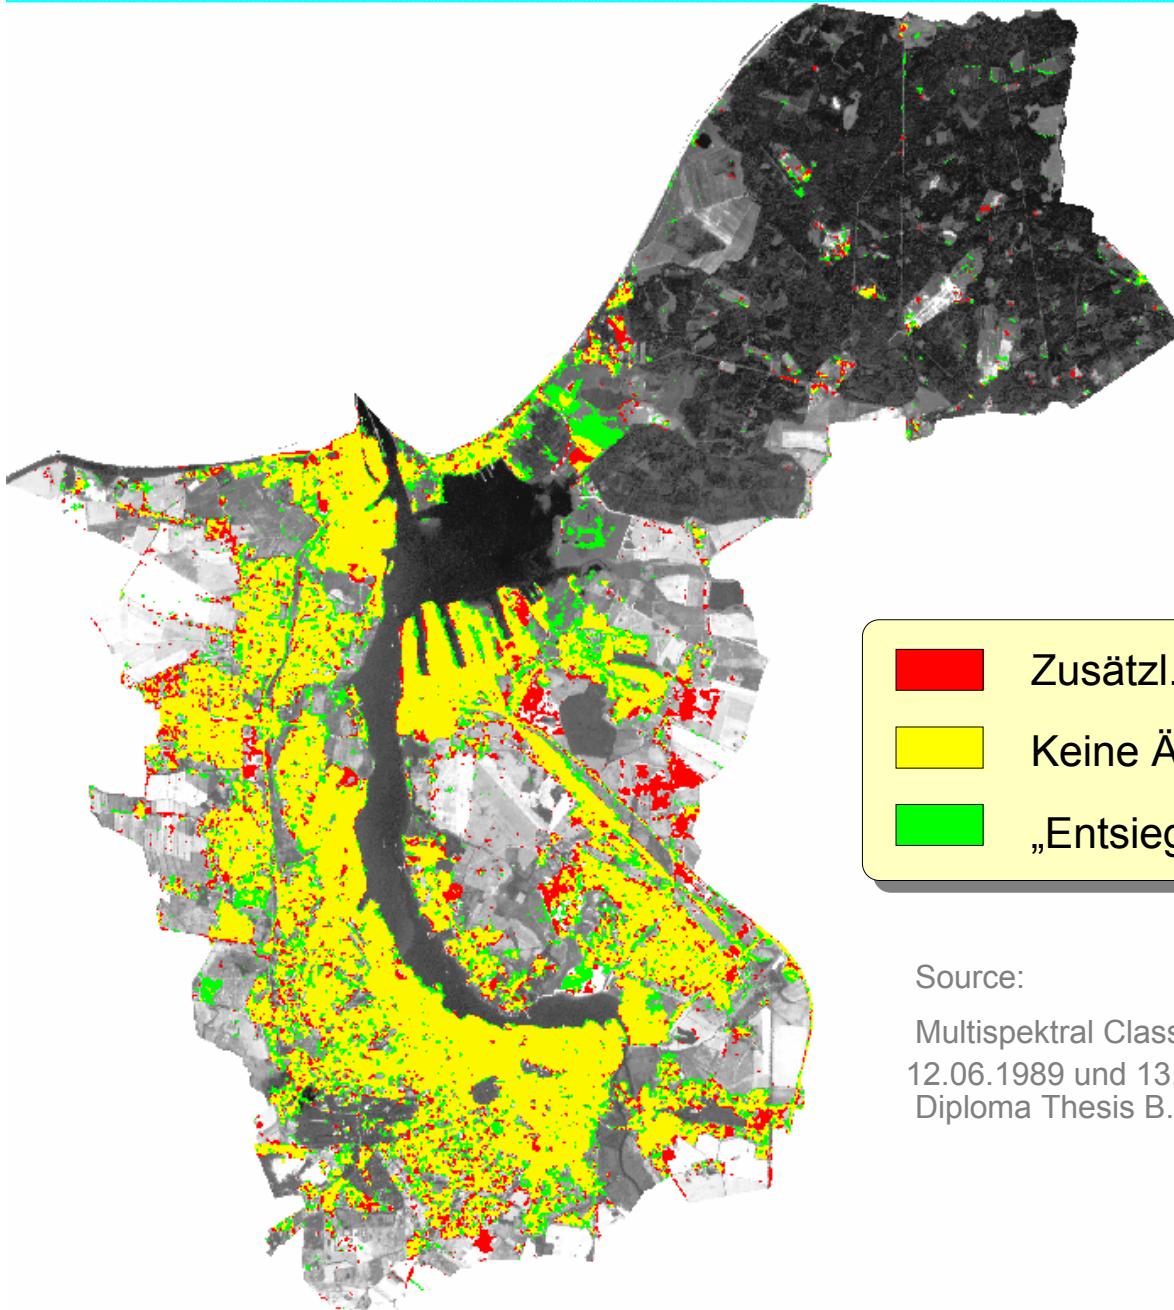 Zusätzl.
Keine Ä
„Entsieg
Source:
Multispektral Class
12.06.1989 und 13
Diploma Thesis B.